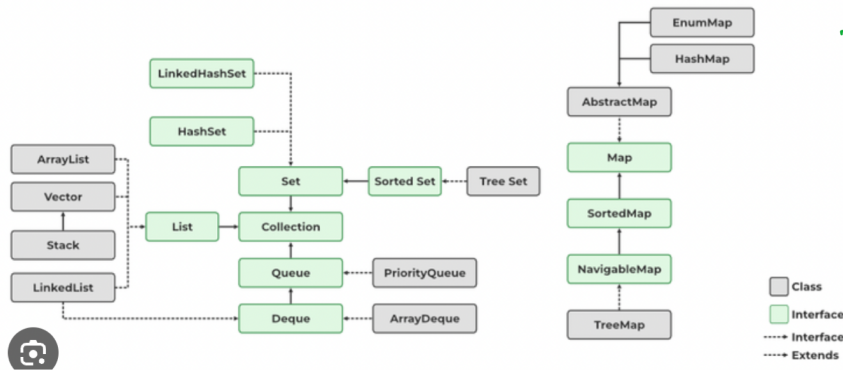 EnumMap
HashMap
LinkedHashSet
AbstractMap
HashSet
ArrayList
Map
Set
Sorted Set
Tree Set
Vector
SortedMap
List
Collection
Stack
Queue
PriorityQueue
NavigableMap
LinkedList
Class
Deque
ArrayDeque
TreeMap
Interface
Interface
Extends